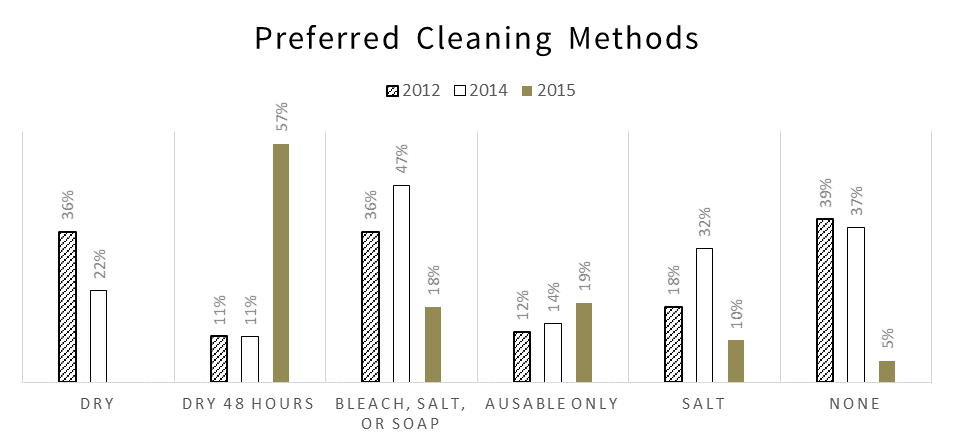 Preferred Cleaning Methods
2012 2014 2015
36% 22%
11% 11% 57%
36% 47% 18%
12% 14% 19%
18% 32% 10%
39% 37% 5%
DRY
DRY 48 HOURS
BLEACH, SALT,
OR SOAP
AUSABLE ONLY
SALT
NONE